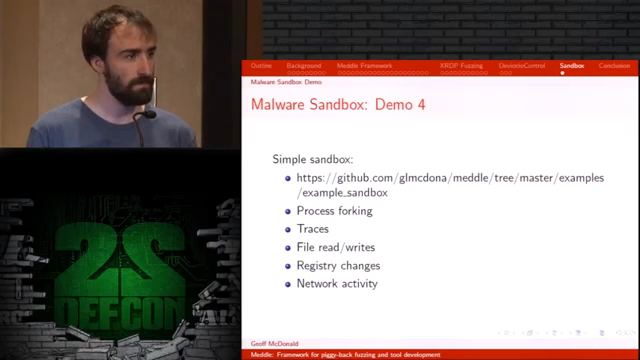 Outline
Background
Meddle Framework
XRDP Fuzzing
DeviceIoControl
Sandbox
Conclusion
Malware Sandbox Demo
Malware Sandbox: Demo 4
Simple sandbox:
https://github.com/glmcdona/meddle/tree/master/examples
/example_sandbox
Process forking
Traces
File read/writes
Registry changes
Network activity
Geoff McDonald
Meddle: Framework for piggy-back fuzzing and tool development
DEFCON